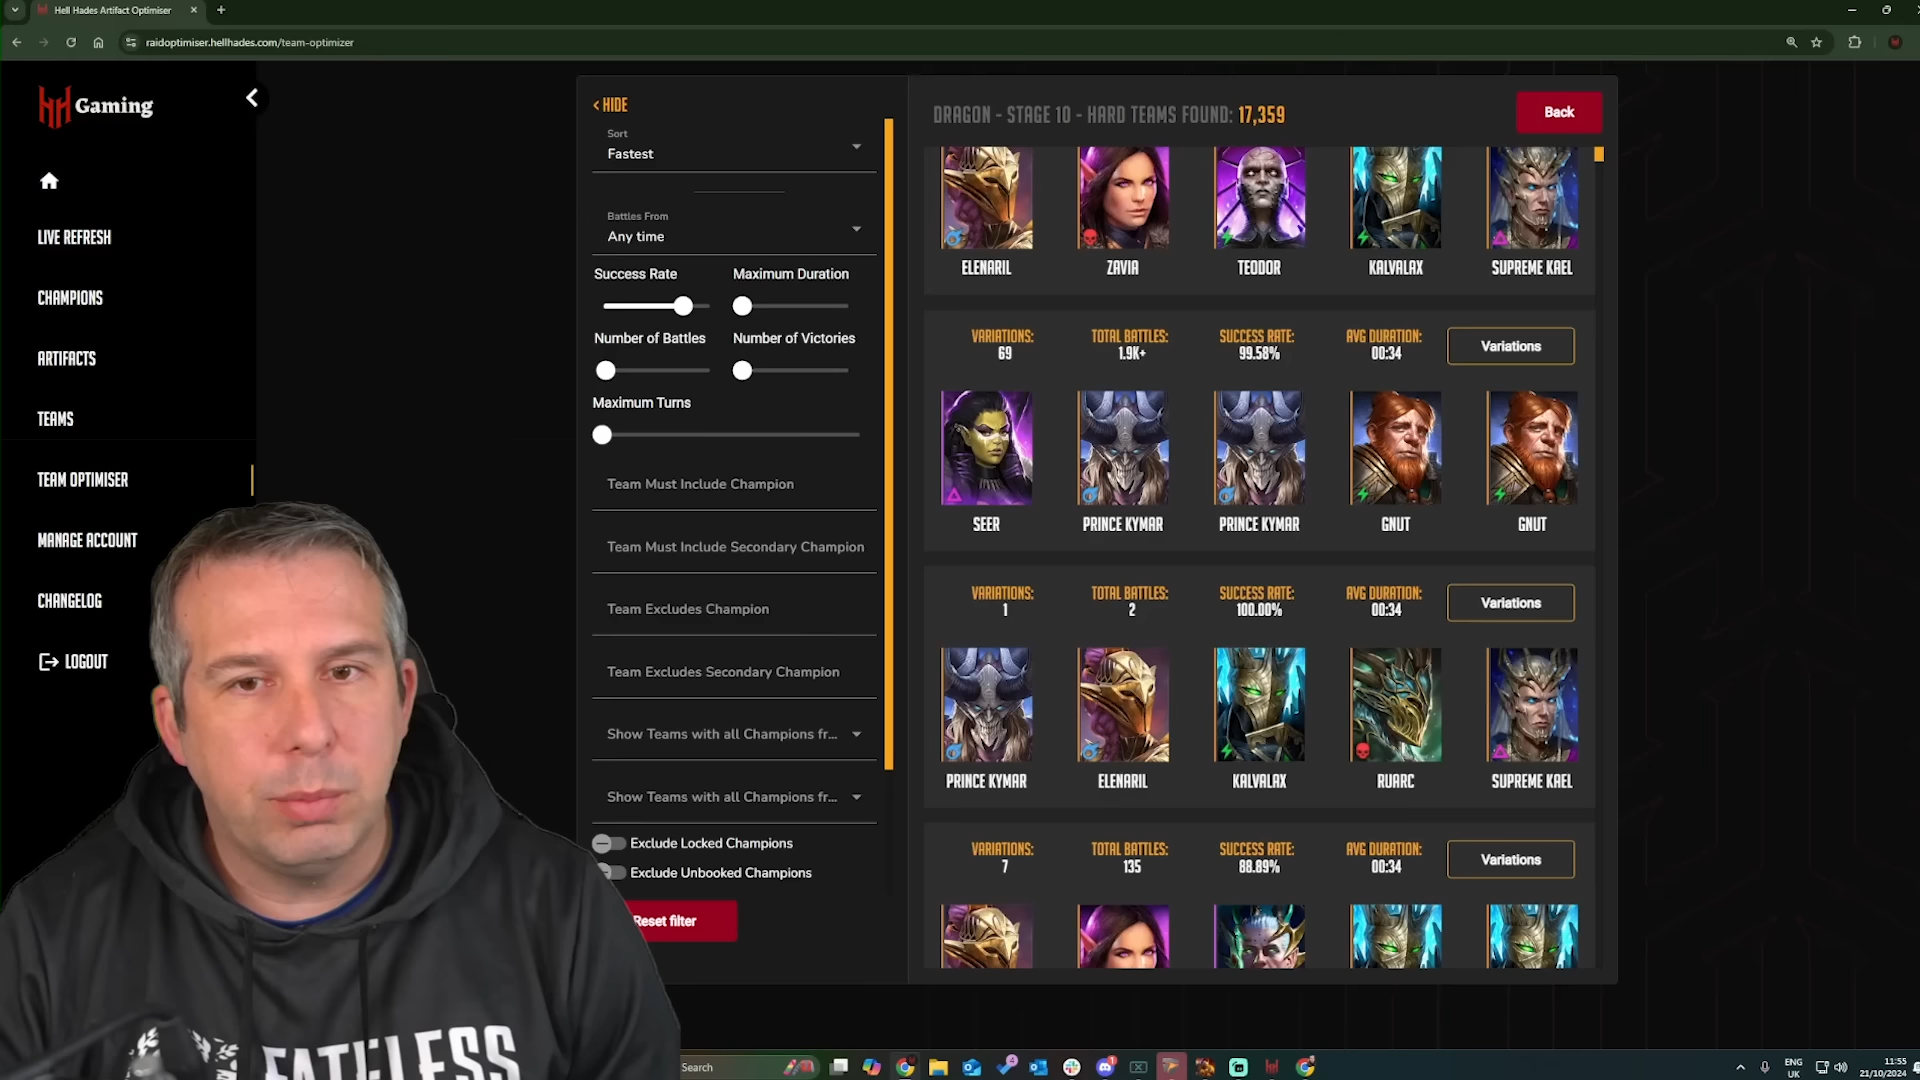 Hell Hades Artifact Optimiser
raidoptimiser.hellhades.com/team-optimizer
HH Gaming
LIVE REFRESH
CHAMPIONS
ARTIFACTS
TEAMS
TEAM OPTIMISER
MANAGE ACCOUNT
CHANGELOG
LOGOUT
< HIDE
Sort
Fastest
Battles From
Any time
Success Rate Maximum Duration
Number of Battles Number of Victories
Maximum Turns
Team Must Include Champion
Team Must Include Secondary Champion
Team Excludes Champion
Team Excludes Secondary Champion
Show Teams with all Champions fr...
Show Teams with all Champions fr...
Exclude Locked Champions
Exclude Unbooked Champions
Reset filter
DRAGON - STAGE 10 - HARD TEAMS FOUND: 17,359
Back
ELENARIL ZAVIA TEODOR KALVALAX SUPREME KAEL
VARIATIONS: TOTAL BATTLES: SUCCESS RATE: AVG DURATION: Variations
69 1.9K+ 99.58% 00:34
SEER PRINCE KYMAR PRINCE KYMAR GNUT GNUT
VARIATIONS: TOTAL BATTLES: SUCCESS RATE: AVG DURATION: Variations
1 2 100.00% 00:34
PRINCE KYMAR ELENARIL KALVALAX RUARC SUPREME KAEL
VARIATIONS: TOTAL BATTLES: SUCCESS RATE: AVG DURATION: Variations
7 135 88.89% 00:34
FATELESS
Search
4
1
ENG
UK
11:55
21/10/2024